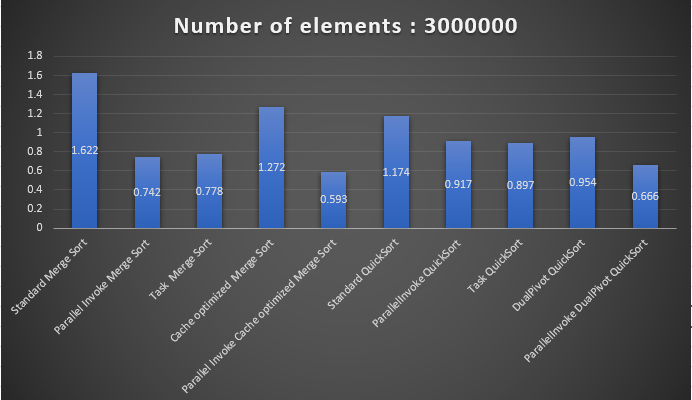 Number of elements : 3000000
1.8
1.6
1.4
1.2
1
0.8
0.6
0.4
0.2
0
1.622
0.742
0.778
1.272
0.593
1.174
0.917
0.897
0.954
0.666
Standard Merge Sort
Parallel Invoke Merge Sort
Task Merge Sort
Cache optimized Merge Sort
Parallel Invoke Cache optimized Merge Sort
Standard QuickSort
ParallelInvoke QuickSort
Task QuickSort
DualPivot QuickSort
ParallelInvoke DualPivot QuickSort